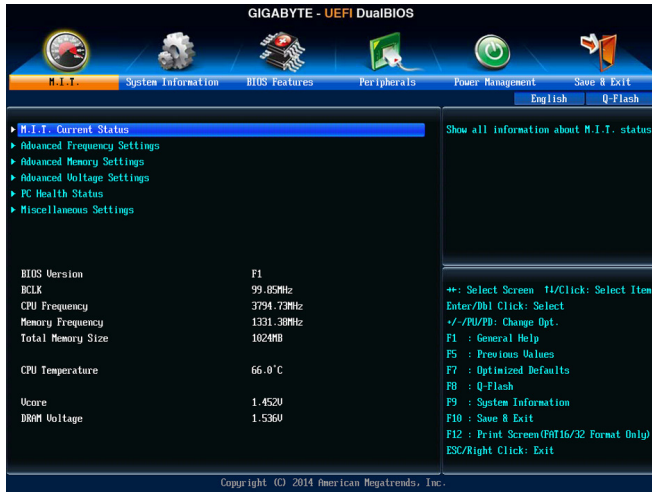 GIGABYTE - UEFI DualBIOS
M.I.T. System Information BIOS Features Peripherals Power Management Save & Exit
English Q-Flash
M.I.T. Current Status
Advanced Frequency Settings
Advanced Memory Settings
Advanced Voltage Settings
PC Health Status
Miscellaneous Settings
Show all information about M.I.T. status
BIOS Version F1
BCLK 99.85MHz
CPU Frequency 3794.73MHz
Memory Frequency 1331.38MHz
Total Memory Size 1024MB
CPU Temperature 66.0°C
Vcore 1.452V
DRAM Voltage 1.536V
→←: Select Screen ↑↓/Click: Select Item
Enter/Dbl Click: Select
+/-/PU/PD: Change Opt.
F1 : General Help
F5 : Previous Values
F7 : Optimized Defaults
F8 : Q-Flash
F9 : System Information
F10 : Save & Exit
F12 : Print Screen(FAT16/32 Format Only)
ESC/Right Click: Exit
Copyright (C) 2014 American Megatrends, Inc.